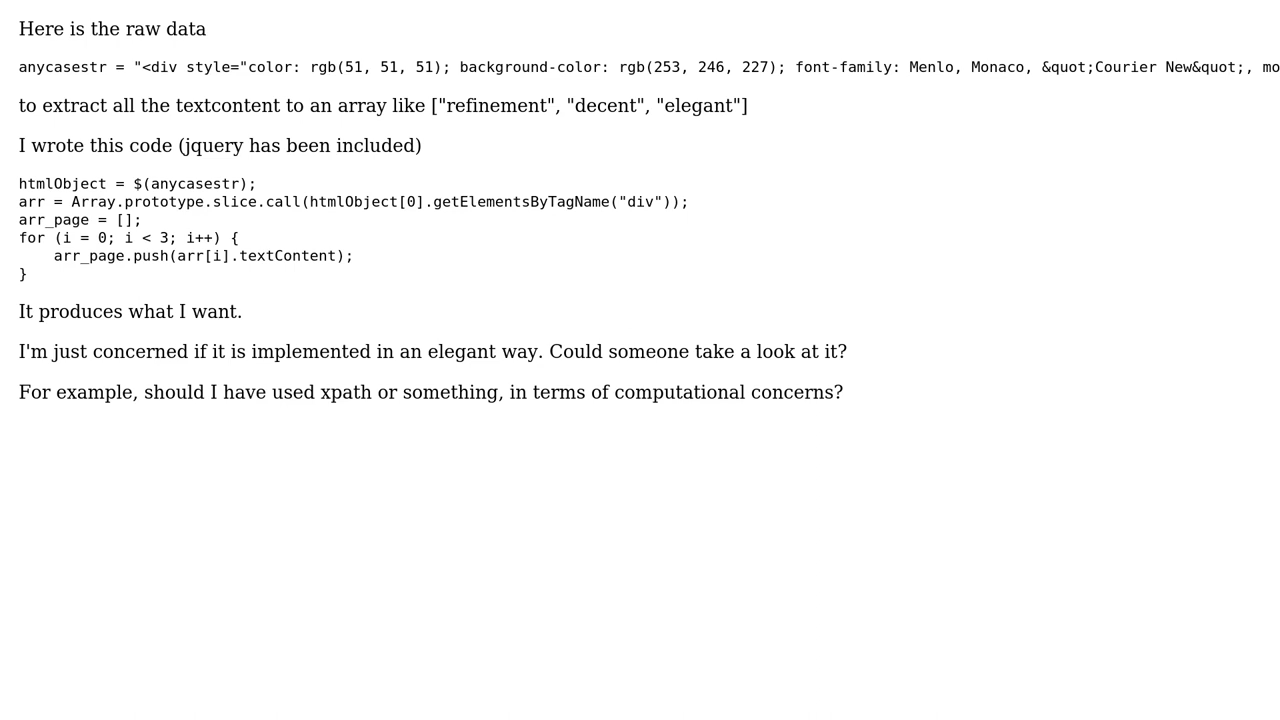 Here is the raw data
anycasestr = "<div style="color: rgb(51, 51, 51); background-color: rgb(253, 246, 227); font-family: Menlo, Monaco, &quot;Courier New&quot;, mo
to extract all the textcontent to an array like ["refinement", "decent", "elegant"]
I wrote this code (jquery has been included)
htmlObject = $(anycasestr);
arr = Array.prototype.slice.call(htmlObject[0].getElementsByTagName("div"));
arr_page = [];
for (i = 0; i < 3; i++) {
    arr_page.push(arr[i].textContent);
}
It produces what I want.
I'm just concerned if it is implemented in an elegant way. Could someone take a look at it?
For example, should I have used xpath or something, in terms of computational concerns?